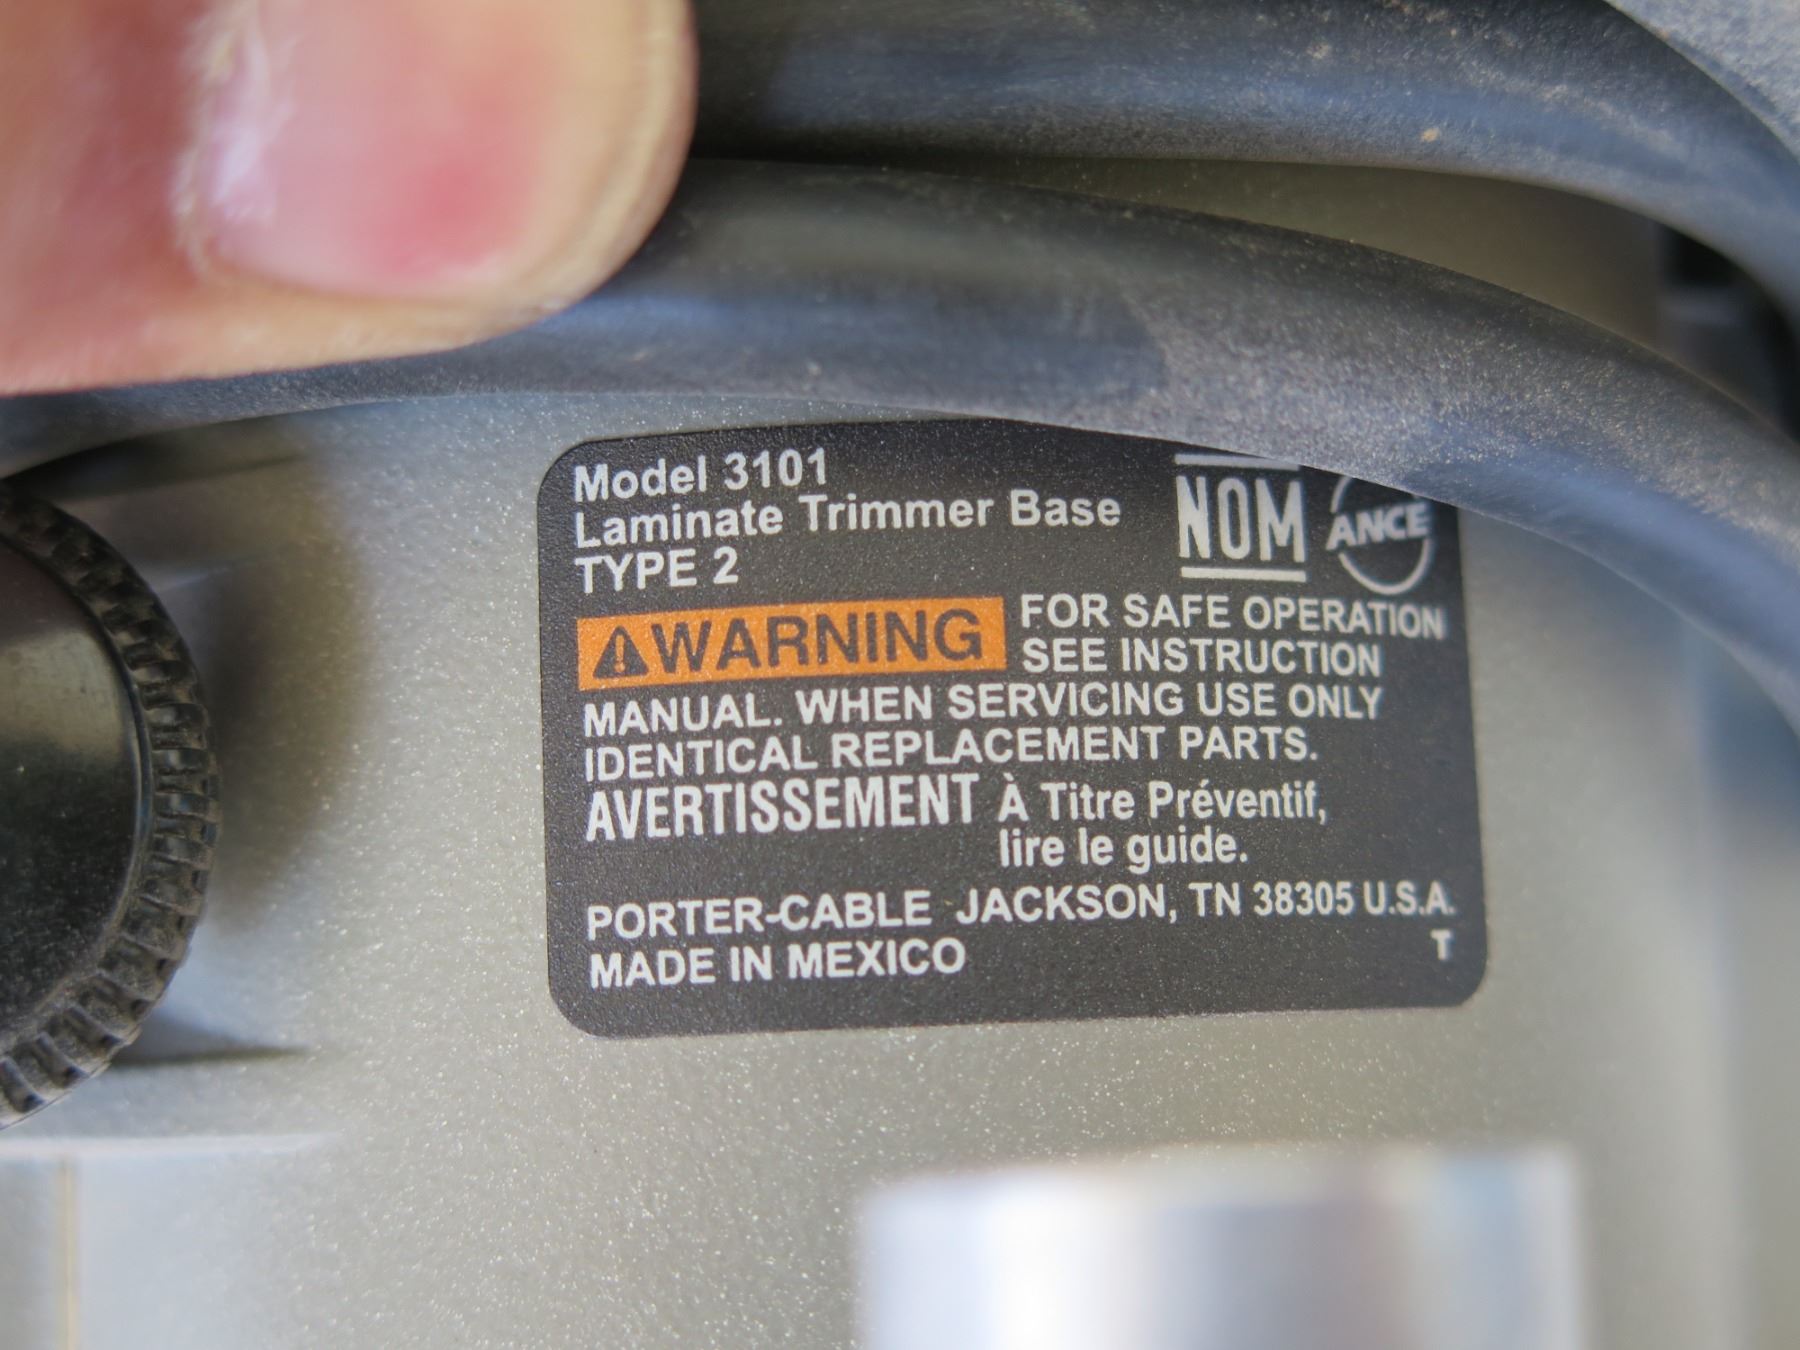 Model 3101
Laminate Trimmer Base
TYPE 2
NOM
ANCE
WARNING FOR SAFE OPERATION
SEE INSTRUCTION
MANUAL. WHEN SERVICING USE ONLY
IDENTICAL REPLACEMENT PARTS.
AVERTISSEMENT À Titre Préventif,
lire le guide.
PORTER-CABLE JACKSON, TN 38305 U.S.A.
MADE IN MEXICO T